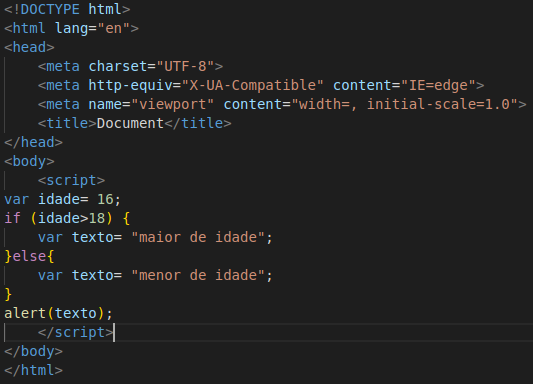 <!DOCTYPE html>
<html lang="en">
<head>
    <meta charset="UTF-8">
    <meta http-equiv="X-UA-Compatible" content="IE=edge">
    <meta name="viewport" content="width=, initial-scale=1.0">
    <title>Document</title>
</head>
<body>
    <script>
var idade= 16;
if (idade>18) {
    var texto= "maior de idade";
}else{
    var texto= "menor de idade";
}
alert(texto);
    </script>
</body>
</html>